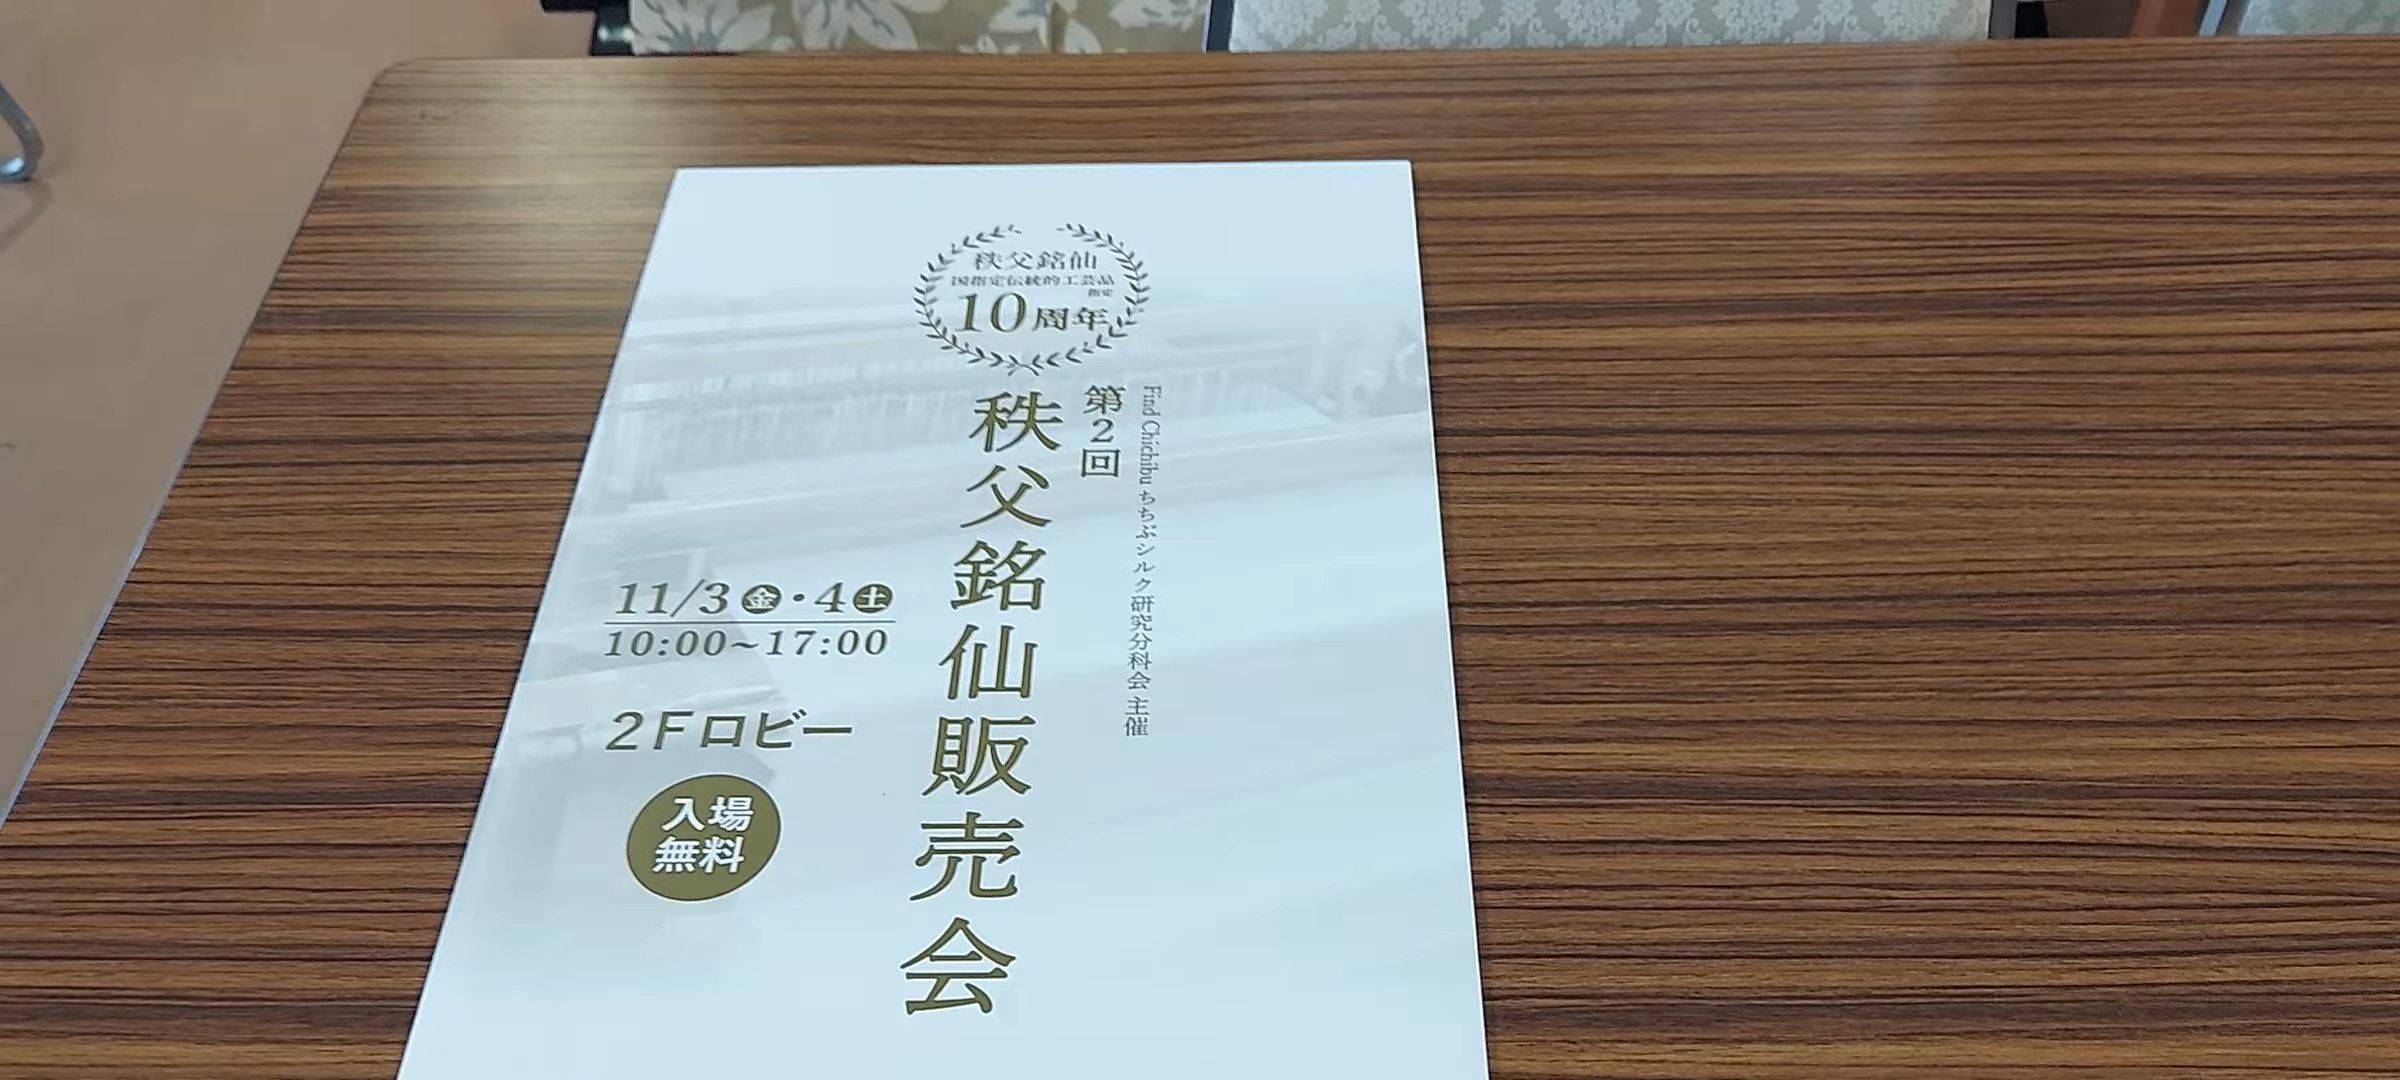 秩父銘仙
国指定伝統的工芸品
指定
10周年
Find Chichibu ちちぶシルク研究分科会 主催
第2回
秩父銘仙販売会
11/3㊎・4㊏
10:00~17:00
2Fロビー
入場
無料